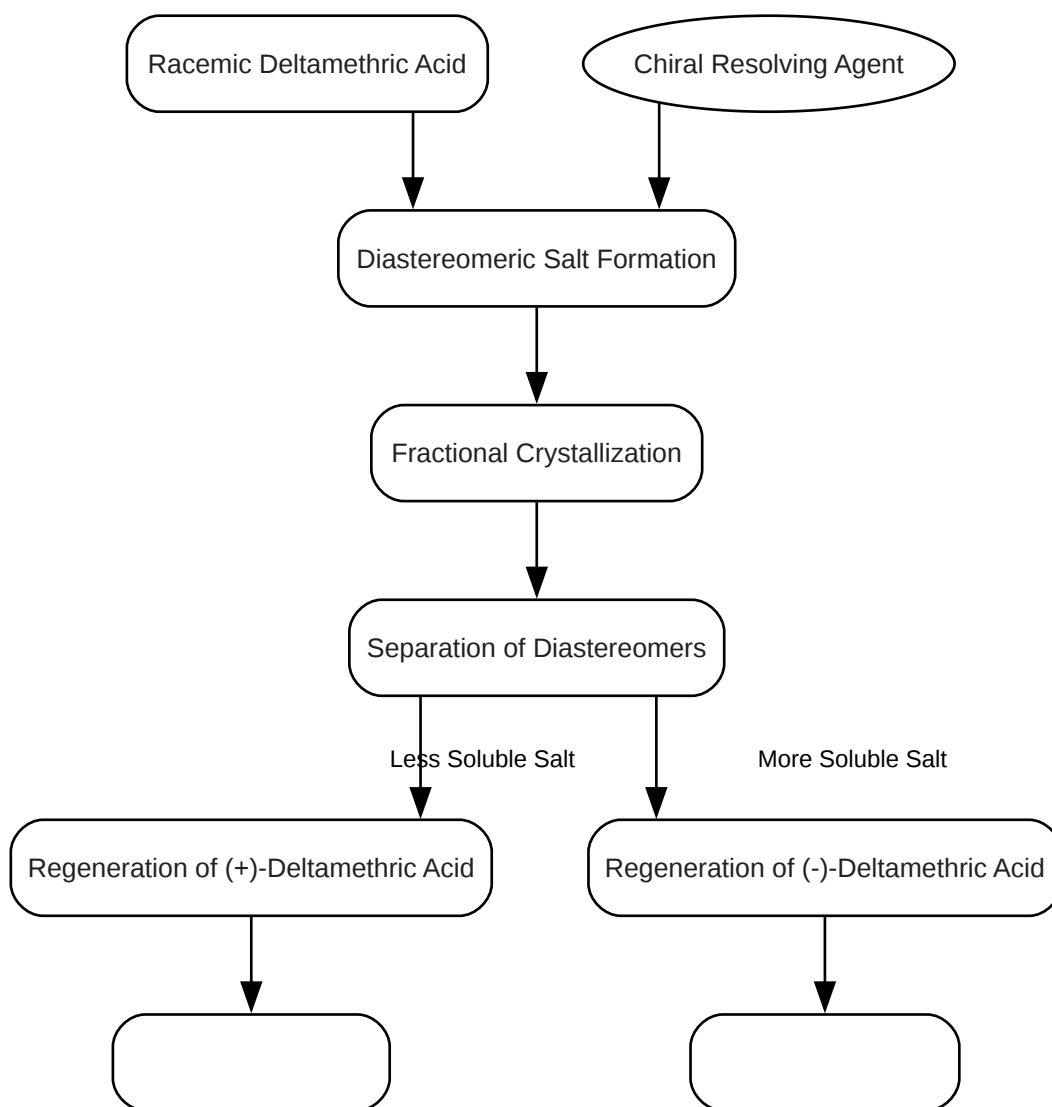 Racemic Deltamethric Acid
Chiral Resolving Agent
Diastereomeric Salt Formation
Fractional Crystallization
Separation of Diastereomers
Less Soluble Salt
More Soluble Salt
Regeneration of (+)-Deltamethric Acid
Regeneration of (-)-Deltamethric Acid